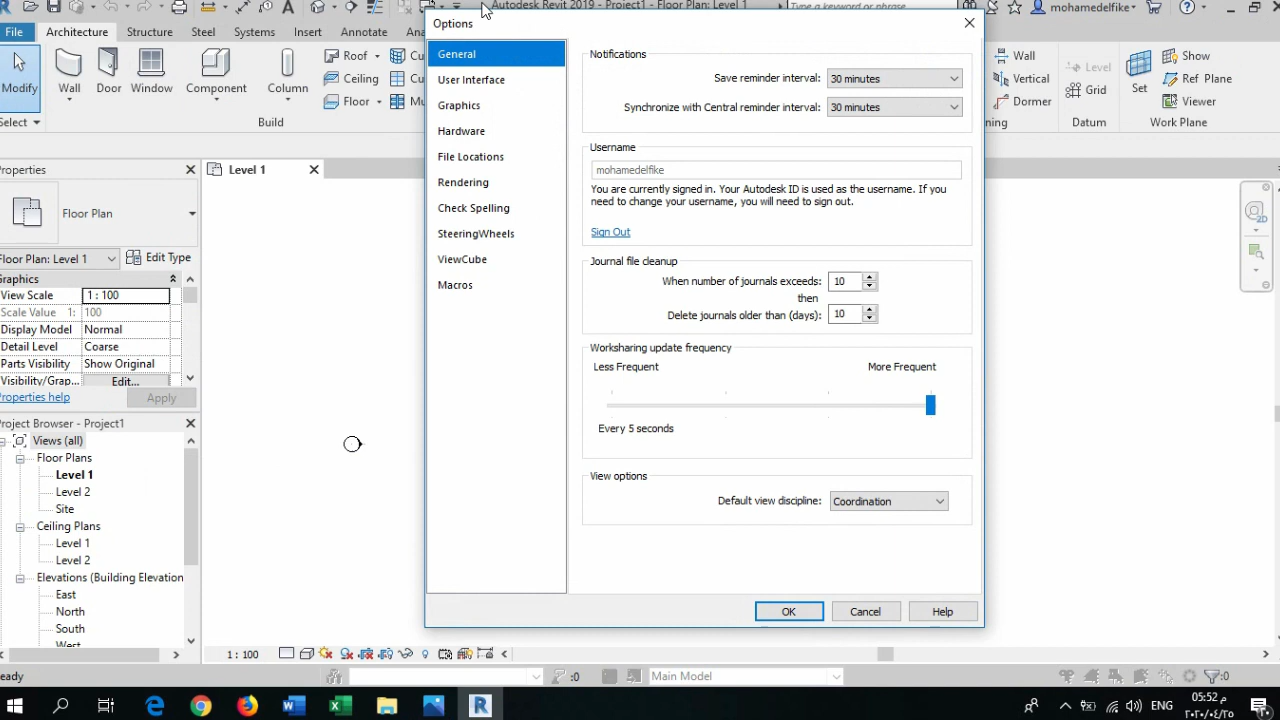 Autodesk Revit 2019 - Project1 - Floor Plan: Level 1
Type a keyword or phrase
mohamedelfike
Options
File
Architecture
Structure
Steel
Systems
Insert
Annotate
Modify
Wall
Door
Window
Component
Column
Roof
Ceiling
Floor
Wall
Vertical
Dormer
Level
Grid
Set
Show
Ref Plane
Viewer
Select
Build
Datum
Work Plane
Properties
Floor Plan
Floor Plan: Level 1
Edit Type
Graphics
View Scale
1 : 100
Scale Value 1:
100
Display Model
Normal
Detail Level
Coarse
Parts Visibility
Show Original
Visibility/Grap...
Edit...
Properties help
Apply
Project Browser - Project1
Views (all)
Floor Plans
Level 1
Level 2
Site
Ceiling Plans
Level 1
Level 2
Elevations (Building Elevation
East
North
South
West
Level 1
General
User Interface
Graphics
Hardware
File Locations
Rendering
Check Spelling
SteeringWheels
ViewCube
Macros
Notifications
Save reminder interval:
30 minutes
Synchronize with Central reminder interval:
30 minutes
Username
mohamedelfike
You are currently signed in. Your Autodesk ID is used as the username. If you
need to change your username, you will need to sign out.
Sign Out
Journal file cleanup
When number of journals exceeds:
10
then
Delete journals older than (days):
10
Worksharing update frequency
Less Frequent
More Frequent
Every 5 seconds
View options
Default view discipline:
Coordination
OK
Cancel
Help
2D
1 : 100
:0
Main Model
:0
ENG
05:52 م